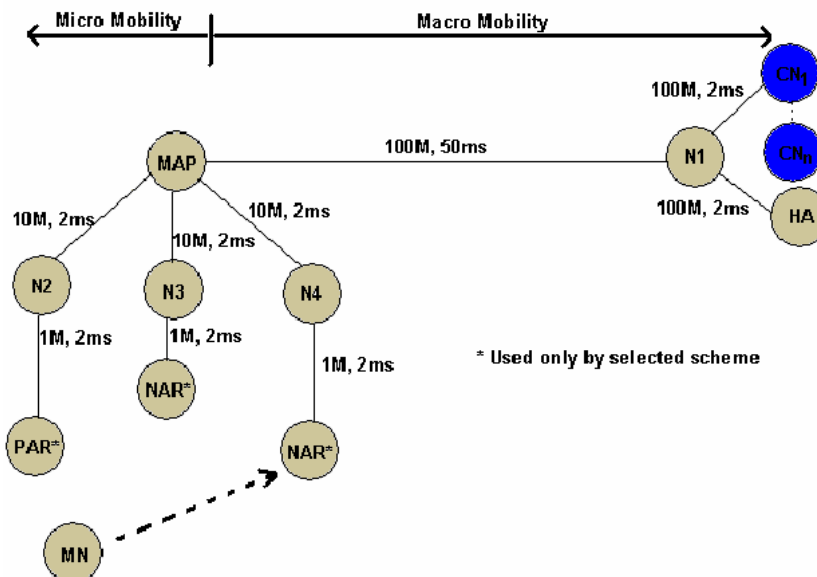 Micro Mobility
Macro Mobility
CN1
100M, 2ms
MAP
100M, 50ms
N1
CNn
10M, 2ms
10M, 2ms
10M, 2ms
100M, 2ms
HA
N2
N3
N4
1M, 2ms
1M, 2ms
1M, 2ms
* Used only by selected scheme
NAR*
PAR*
NAR*
MN